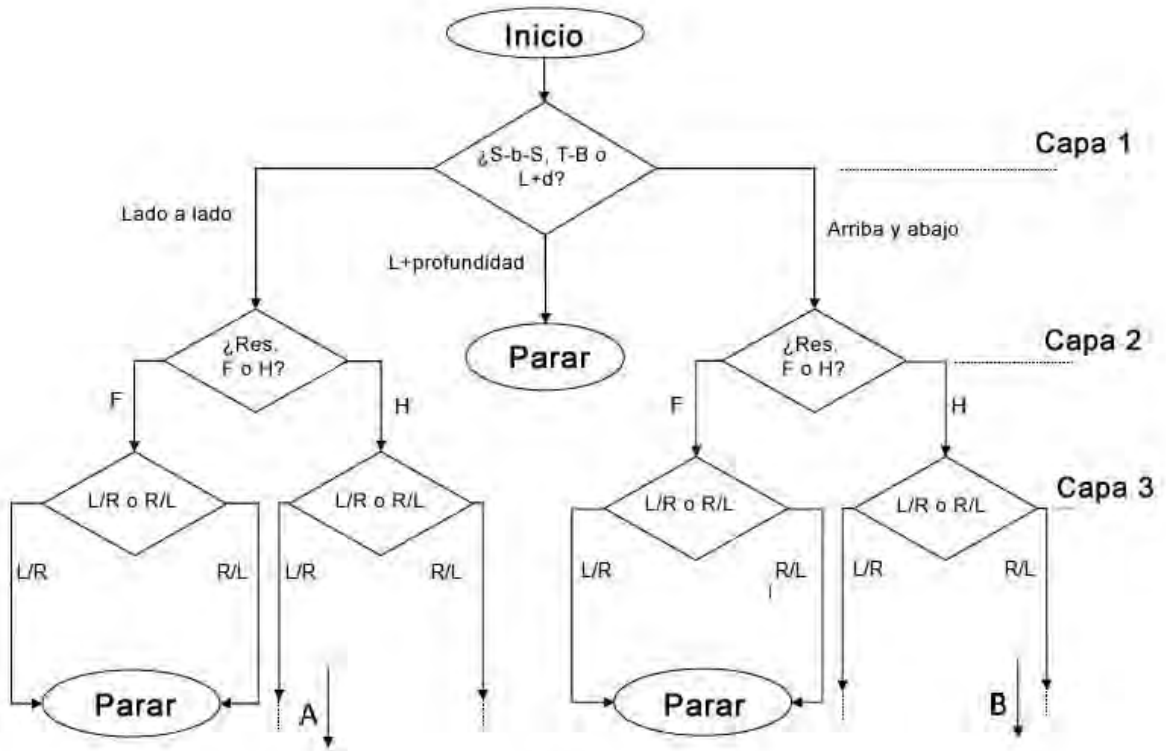 Inicio
¿S-b-S, T-B o
L+d?
Capa 1
Lado a lado
L+profundidad
Arriba y abajo
¿Res,
F o H?
Parar
¿Res,
F o H?
Capa 2
F
H
F
H
L/R o R/L
L/R o R/L
L/R o R/L
L/R o R/L
Capa 3
L/R
R/L
L/R
R/L
L/R
R/L
L/R
R/L
Parar
A
Parar
B